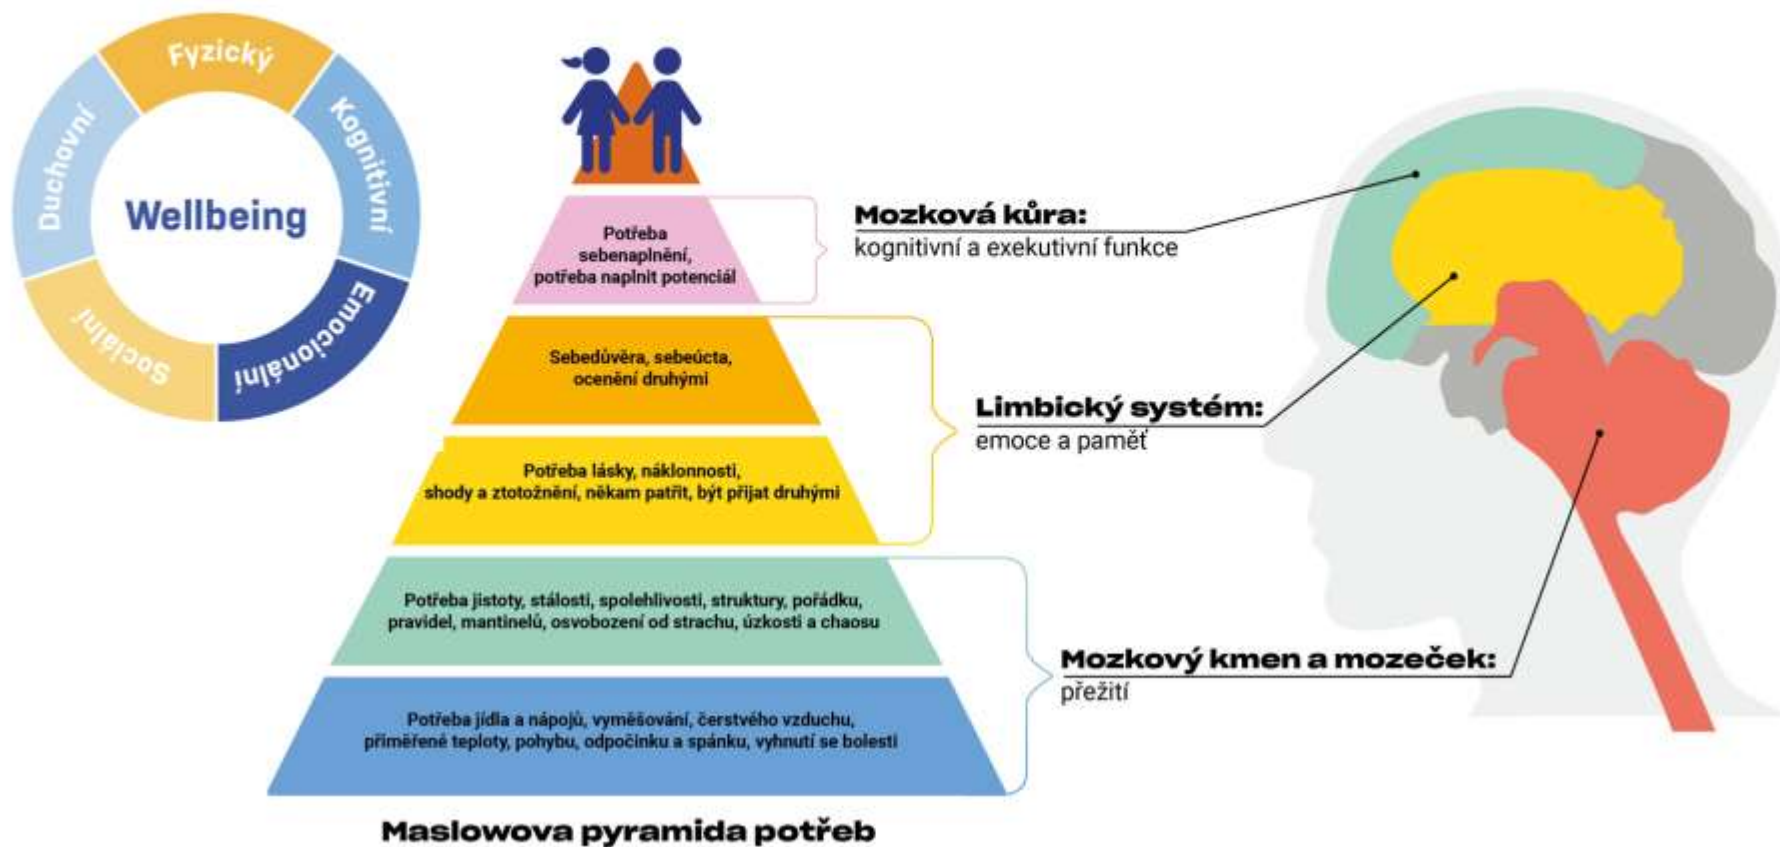 Fyzický
Kognitivní
Emocionální
Sociální
Duchovní
Wellbeing
Potřeba
sebenaplnění,
potřeba naplnit potenciál
Sebedůvěra, sebeúcta,
ocenění druhými
Potřeba lásky, náklonnosti,
shody a ztotožnění, někam patřit, být přijat druhými
Potřeba jistoty, stálosti, spolehlivosti, struktury, pořádku,
pravidel, mantinelů, osvobození od strachu, úzkosti a chaosu
Potřeba jídla a nápojů, vyměšování, čerstvého vzduchu,
přiměřené teploty, pohybu, odpočinku a spánku, vyhnutí se bolesti
Maslowova pyramida potřeb
Mozková kůra:
kognitivní a exekutivní funkce
Limbický systém:
emoce a paměť
Mozkový kmen a mozeček:
přežití